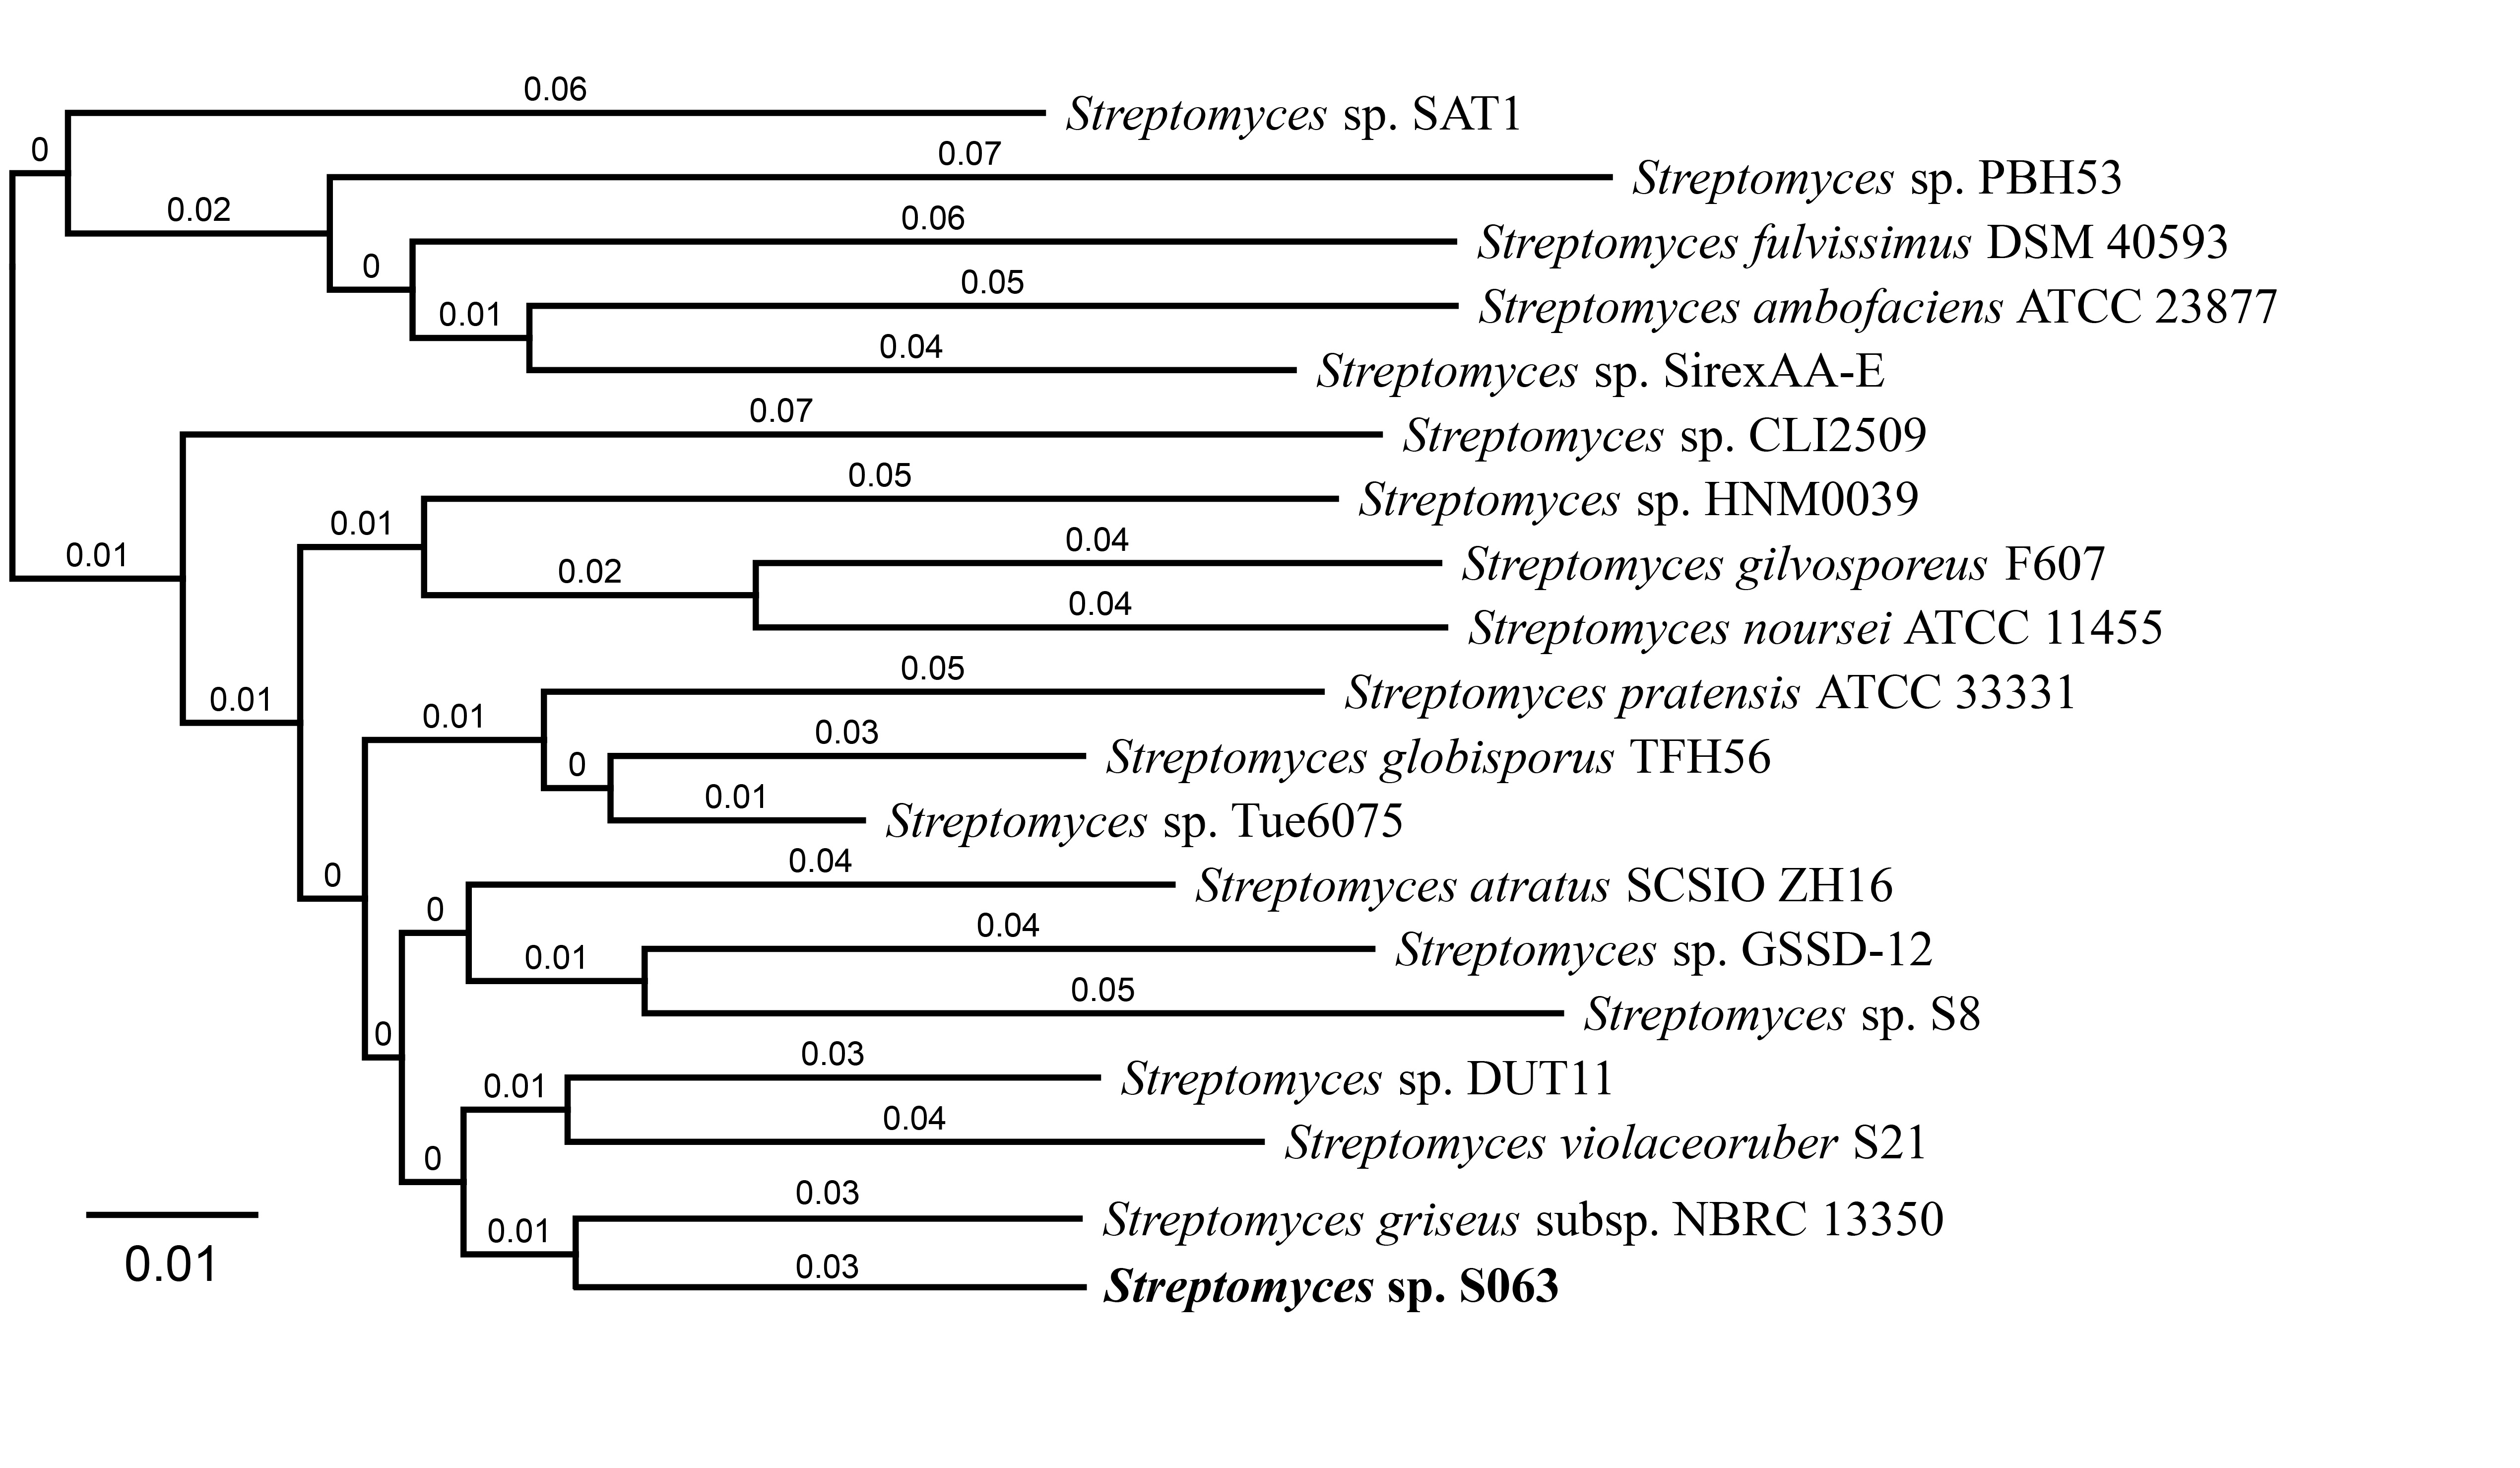 0.06
Streptomyces sp. SAT1
0
0.07
Streptomyces sp. PBH53
0.02
0.06
Streptomyces fulvissimus DSM 40593
0
0.05
Streptomyces ambofaciens ATCC 23877
0.01
0.04
Streptomyces sp. SirexAA-E
0.07
Streptomyces sp. CLI2509
0.05
Streptomyces sp. HNM0039
0.01
0.04
Streptomyces gilvosporeus F607
0.01
0.02
0.04
Streptomyces noursei ATCC 11455
0.05
Streptomyces pratensis ATCC 33331
0.01
0.01
0.03
Streptomyces globisporus TFH56
0
0.01
Streptomyces sp. Tue6075
0.04
Streptomyces atratus SCSIO ZH16
0
0
0.04
Streptomyces sp. GSSD-12
0.01
0.05
Streptomyces sp. S8
0
0.03
Streptomyces sp. DUT11
0.01
0.04
Streptomyces violaceoruber S21
0
0.03
Streptomyces griseus subsp. NBRC 13350
0.01
0.03
Streptomyces sp. S063
0.01